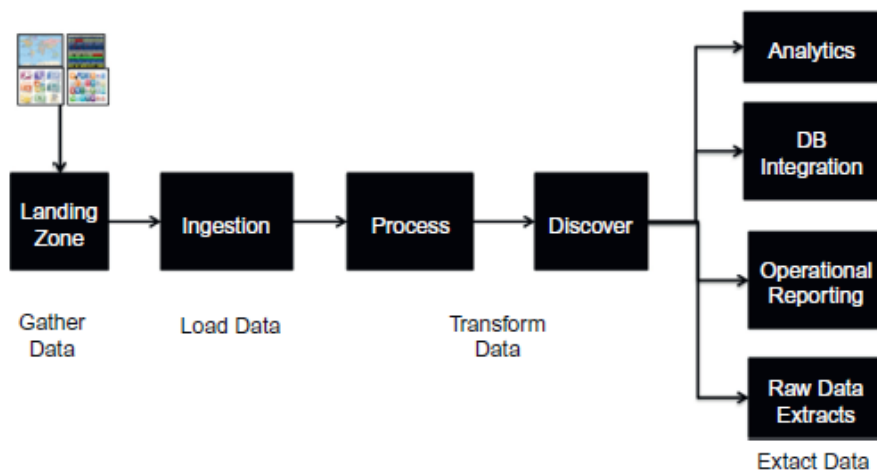 Analytics
DB
Integration
Landing
Zone
Ingestion
Process
Discover
Operational
Reporting
Gather
Data
Load Data
Transform
Data
Raw Data
Extracts
Extact Data